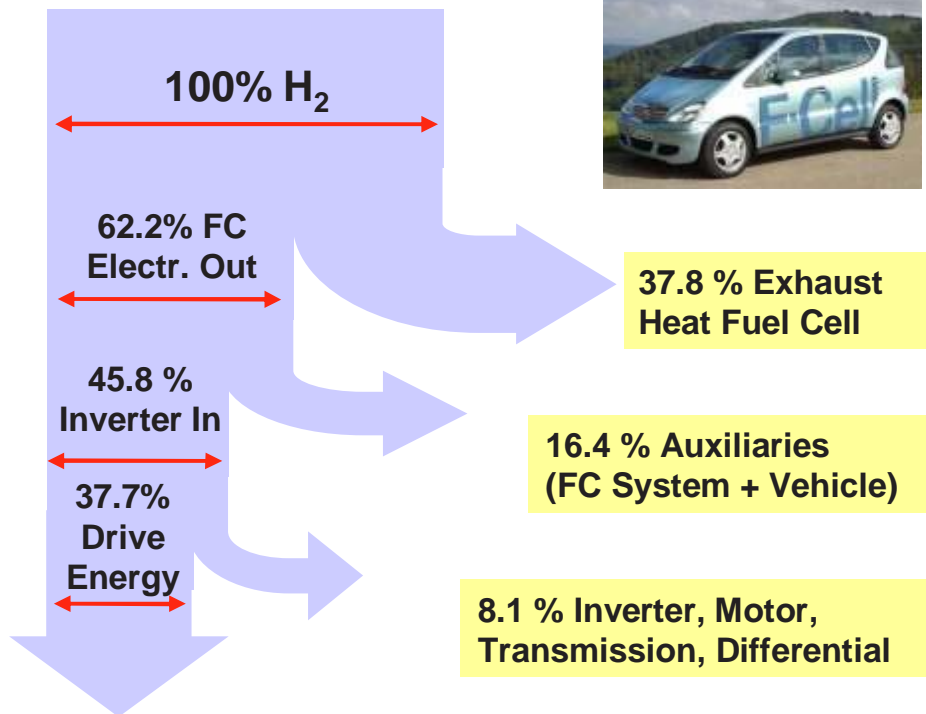 100% H₂
F-Cell
62.2% FC
Electr. Out
37.8 % Exhaust
Heat Fuel Cell
45.8 %
Inverter In
16.4 % Auxiliaries
(FC System + Vehicle)
37.7%
Drive
Energy
8.1 % Inverter, Motor,
Transmission, Differential